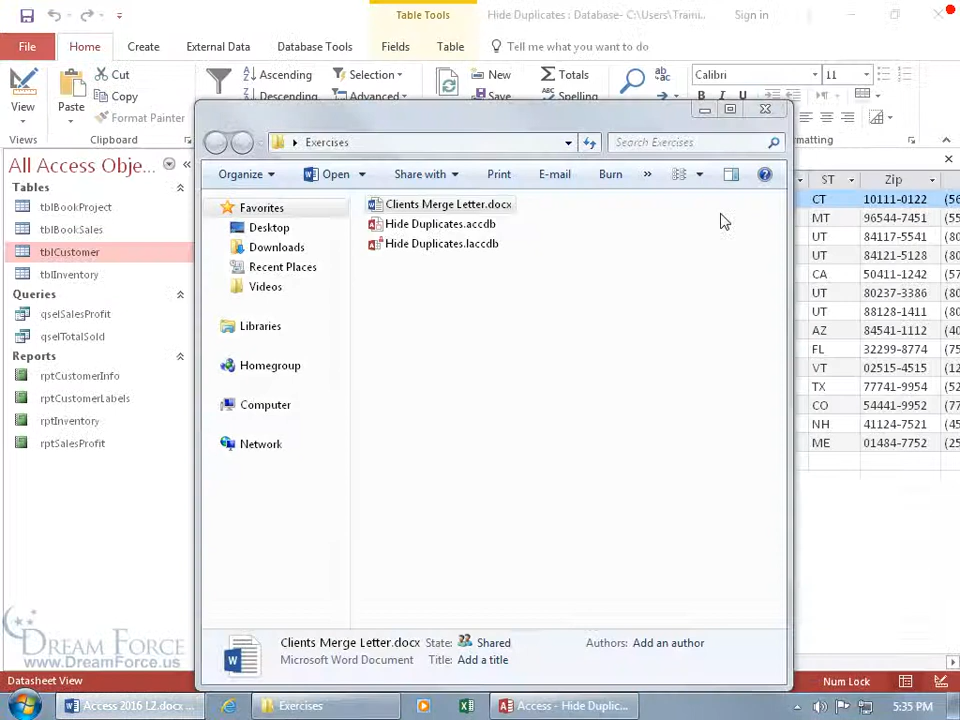 Table Tools
Hide Duplicates : Database- C:\Users\Traini..
Sign in
File
Home
Create
External Data
Database Tools
Fields
Table
Tell me what you want to do
View
Views
Paste
Cut
Copy
Format Painter
Clipboard
Ascending
Descending
Selection
Advanced
New
Save
Totals
Spelling
Calibri
11
B I U
matting
All Access Obje...
Tables
tblBookProject
tblBookSales
tblCustomer
tblInventory
Queries
qselSalesProfit
qselTotalSold
Reports
rptCustomerInfo
rptCustomerLabels
rptInventory
rptSalesProfit
Exercises
Search Exercises
Organize
Open
Share with
Print
E-mail
Burn
»
Favorites
Desktop
Downloads
Recent Places
Videos
Libraries
Homegroup
Computer
Network
Clients Merge Letter.docx
Hide Duplicates.accdb
Hide Duplicates.laccdb
Clients Merge Letter.docx State: Shared Authors: Add an author
Microsoft Word Document Title: Add a title
ST Zip
CT 10111-0122 (56
MT 96544-7451
UT 84117-5541
UT 84121-5128
CA 50411-1242
UT 80237-3386
UT 88128-1411
AZ 84541-1112
FL 32299-8774
VT 02515-4515
TX 77741-9954
CO 54441-9952
NH 41124-7521
ME 01484-7752
DREAM FORCE
www.DreamForce.us
Datasheet View
Num Lock
Access 2016 L2.docx ...
Exercises
Access - Hide Duplic...
5:35 PM